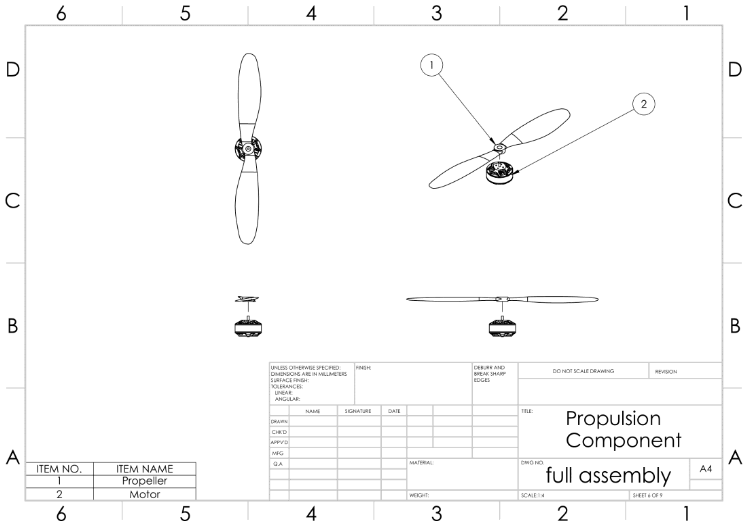 6 5 4 3 2 1
D D
1
2
C C
B B
UNLESS OTHERWISE SPECIFIED:
DIMENSIONS ARE IN MILLIMETERS
SURFACE FINISH:
TOLERANCES:
LINEAR:
ANGULAR:
FINISH:
DEBURR AND
BREAK SHARP
EDGES
DO NOT SCALE DRAWING
REVISION
NAME SIGNATURE DATE
DRAWN
CHK'D
APPV'D
MFG
Q.A
TITLE:
Propulsion
Component
MATERIAL:
DWG NO.
full assembly
A4
WEIGHT:
SCALE:1:4
SHEET 6 OF 9
A A
ITEM NO. ITEM NAME
1 Propeller
2 Motor
6 5 4 3 2 1